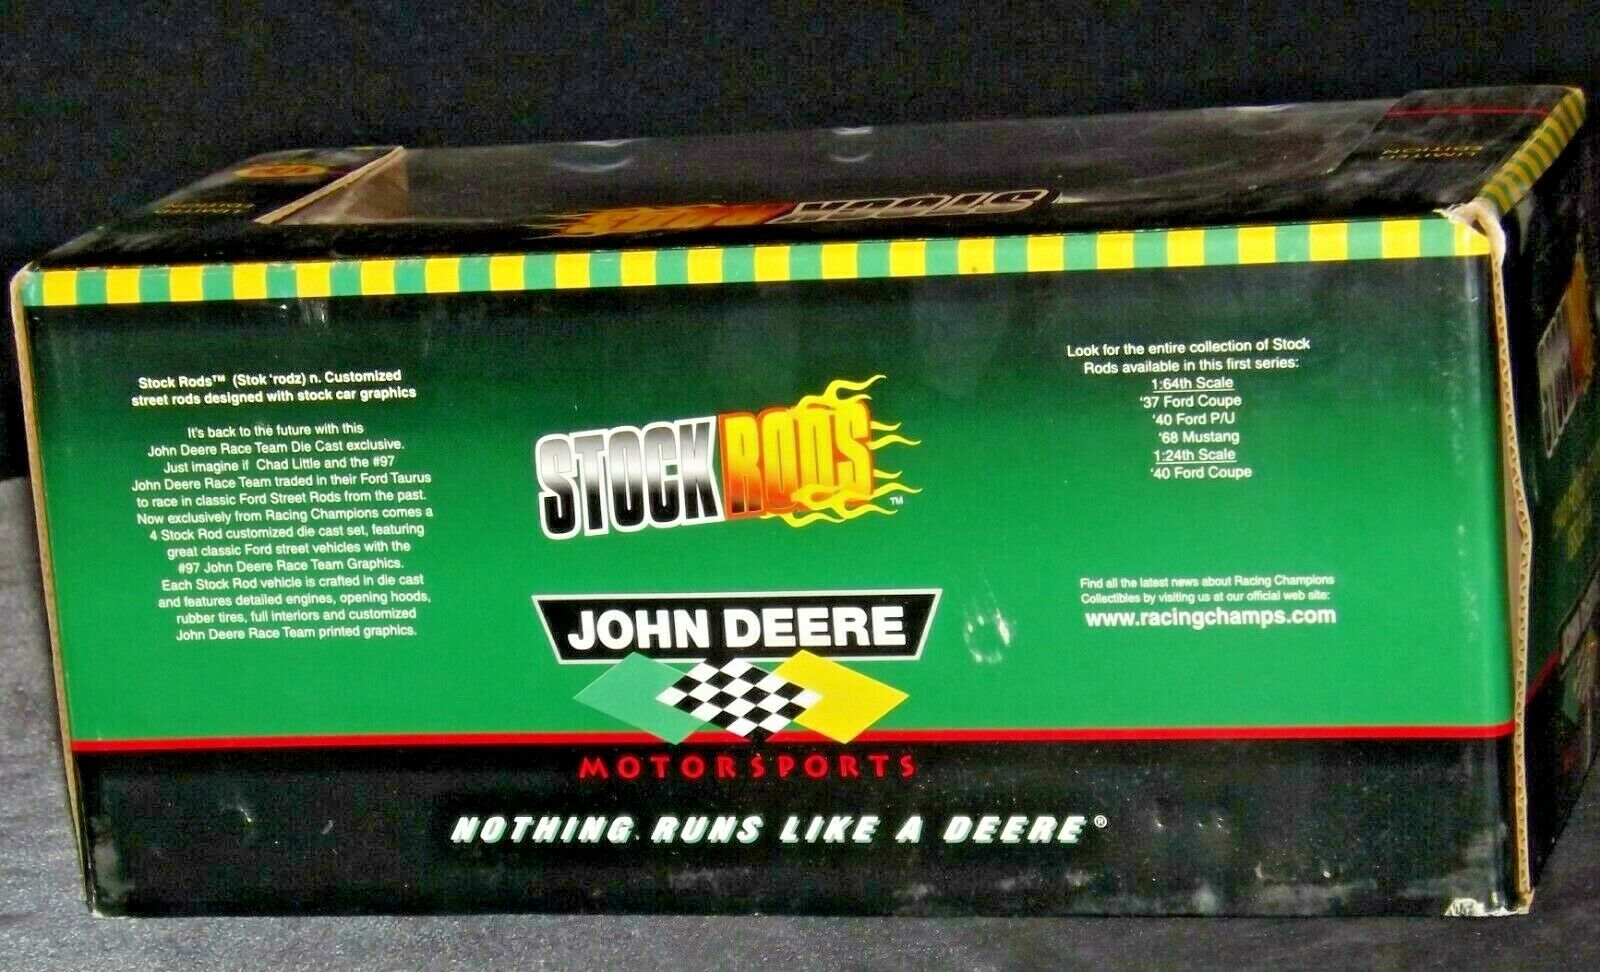 LIMITED
EDITION
STOCK RODS
LIMITED
EDITION
Stock Rods™ (Stok 'rodz) n. Customized
street rods designed with stock car graphics
It's back to the future with this
John Deere Race Team Die Cast exclusive.
Just imagine if Chad Little and the #97
John Deere Race Team traded in their Ford Taurus
to race in classic Ford Street Rods from the past.
Now exclusively from Racing Champions comes a
4 Stock Rod customized die cast set, featuring
great classic Ford street vehicles with the
#97 John Deere Race Team Graphics.
Each Stock Rod vehicle is crafted in die cast
and features detailed engines, opening hoods,
rubber tires, full interiors and customized
John Deere Race Team printed graphics.
STOCK RODS™
JOHN DEERE
MOTORSPORTS
NOTHING RUNS LIKE A DEERE®
Look for the entire collection of Stock
Rods available in this first series:
1:64th Scale
'37 Ford Coupe
'40 Ford P/U
'68 Mustang
1:24th Scale
'40 Ford Coupe
Find all the latest news about Racing Champions
Collectibles by visiting us at our official web site:
www.racingchamps.com
STOCK